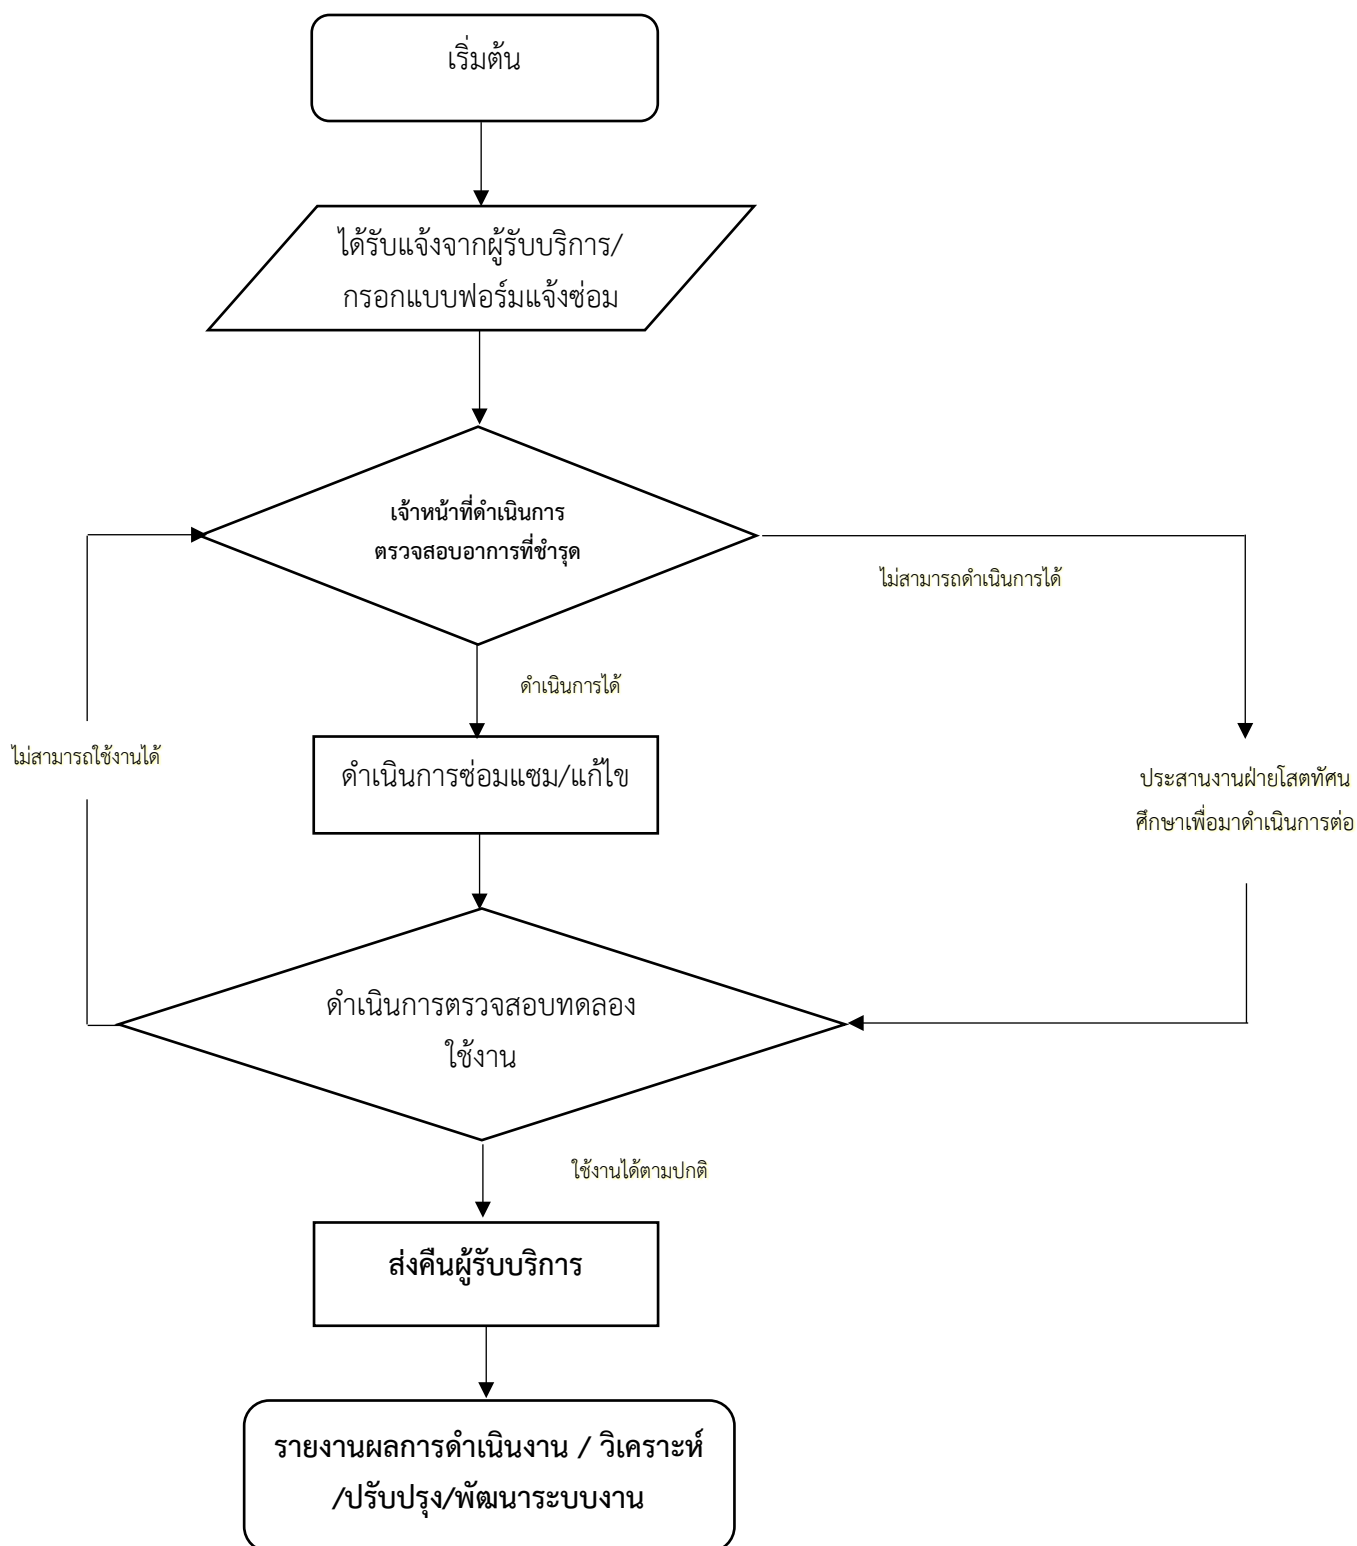 เริ่มต้น
ได้รับแจ้งจากผู้รับบริการ/
กรอกแบบฟอร์มแจ้งซ่อม
เจ้าหน้าที่ดำเนินการ
ตรวจสอบอาการที่ชำรุด
ไม่สามารถดำเนินการได้
ดำเนินการได้
ไม่สามารถใช้งานได้
ดำเนินการซ่อมแซม/แก้ไข
ประสานงานฝ่ายโสตทัศน
ศึกษาเพื่อมาดำเนินการต่อ
ดำเนินการตรวจสอบทดลอง
ใช้งาน
ใช้งานได้ตามปกติ
ส่งคืนผู้รับบริการ
รายงานผลการดำเนินงาน / วิเคราะห์
/ปรับปรุง/พัฒนาระบบงาน